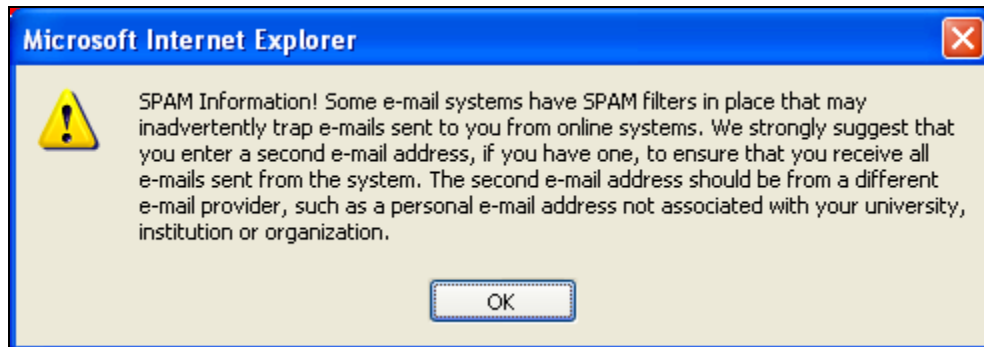 Microsoft Internet Explorer
SPAM Information! Some e-mail systems have SPAM filters in place that may
inadvertently trap e-mails sent to you from online systems. We strongly suggest that
you enter a second e-mail address, if you have one, to ensure that you receive all
e-mails sent from the system. The second e-mail address should be from a different
e-mail provider, such as a personal e-mail address not associated with your university,
institution or organization.
OK